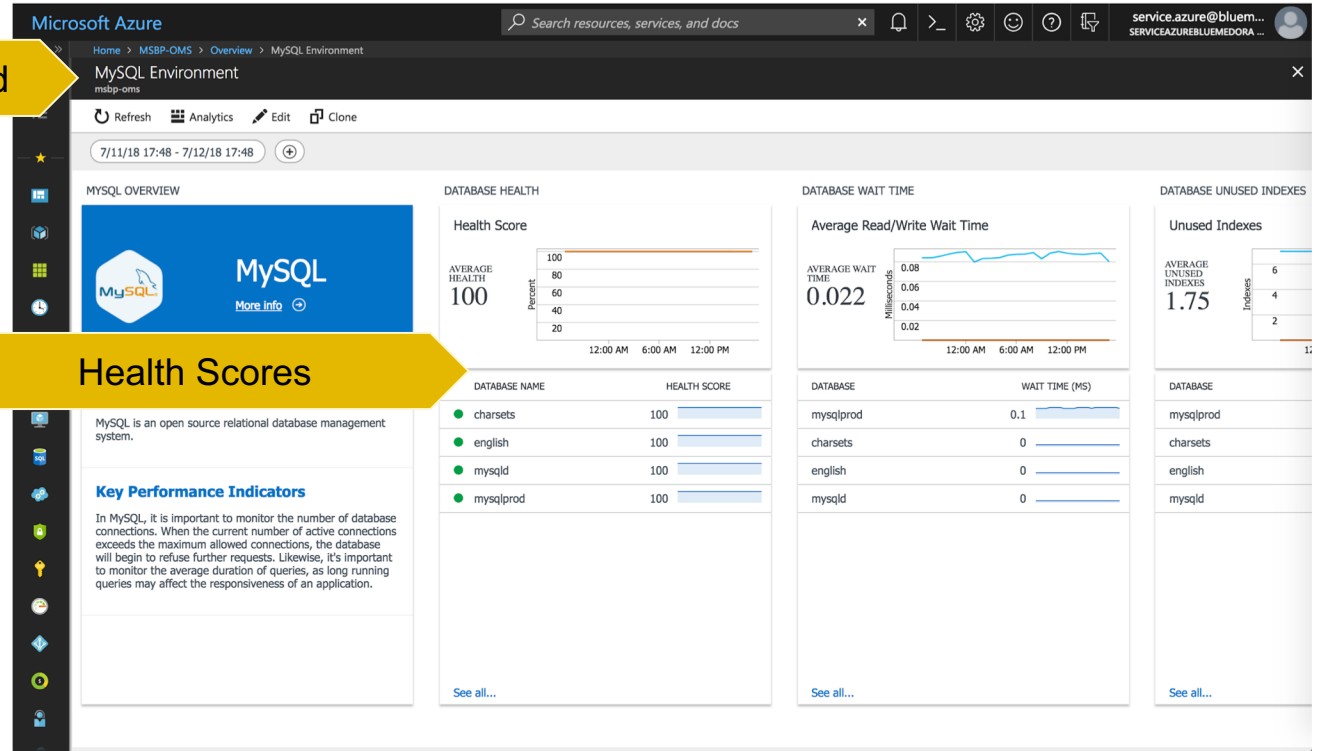 Microsoft Azure
Search resources, services, and docs
service.azure@bluem...
SERVICEAZUREBLUEMEDORA ...
Home > MSBP-OMS > Overview > MySQL Environment
d
MySQL Environment
msbp-oms
Refresh
Analytics
Edit
Clone
7/11/18 17:48 - 7/12/18 17:48
MYSQL OVERVIEW
MySQL
MySQL
More info
Health Scores
MySQL is an open source relational database management
system.
Key Performance Indicators
In MySQL, it is important to monitor the number of database
connections. When the current number of active connections
exceeds the maximum allowed connections, the database
will begin to refuse further requests. Likewise, it's important
to monitor the average duration of queries, as long running
queries may affect the responsiveness of an application.
DATABASE HEALTH
Health Score
AVERAGE
HEALTH
100
Percent
100
80
60
40
20
12:00 AM 6:00 AM 12:00 PM
DATABASE NAME HEALTH SCORE
charsets 100
english 100
mysqld 100
mysqlprod 100
See all...
DATABASE WAIT TIME
Average Read/Write Wait Time
AVERAGE WAIT
TIME
0.022
Milliseconds
0.08
0.06
0.04
0.02
12:00 AM 6:00 AM 12:00 PM
DATABASE WAIT TIME (MS)
mysqlprod 0.1
charsets 0
english 0
mysqld 0
See all...
DATABASE UNUSED INDEXES
Unused Indexes
AVERAGE
UNUSED
INDEXES
1.75
Indexes
6
4
2
12
DATABASE
mysqlprod
charsets
english
mysqld
See all...